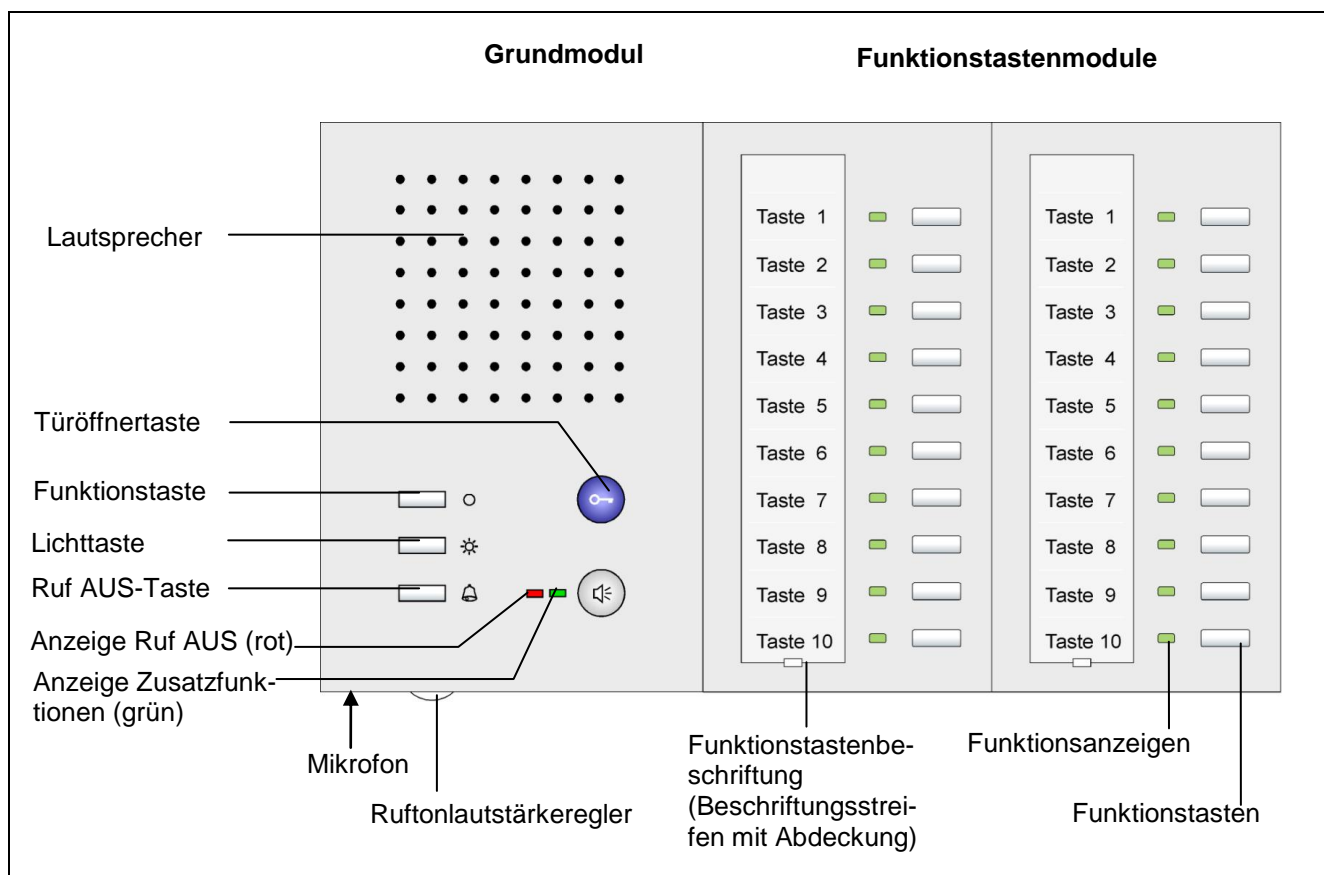 Grundmodul
Funktionstastenmodule
Lautsprecher
Türöffnertaste
Funktionstaste
Lichttaste
Ruf AUS-Taste
Anzeige Ruf AUS (rot)
Anzeige Zusatzfunk-
tionen (grün)
Mikrofon
Ruftonlautstärkeregler
Taste 1
Taste 2
Taste 3
Taste 4
Taste 5
Taste 6
Taste 7
Taste 8
Taste 9
Taste 10
Taste 1
Taste 2
Taste 3
Taste 4
Taste 5
Taste 6
Taste 7
Taste 8
Taste 9
Taste 10
Funktionstastenbe-
schriftung
(Beschriftungsstrei-
fen mit Abdeckung)
Funktionsanzeigen
Funktionstasten